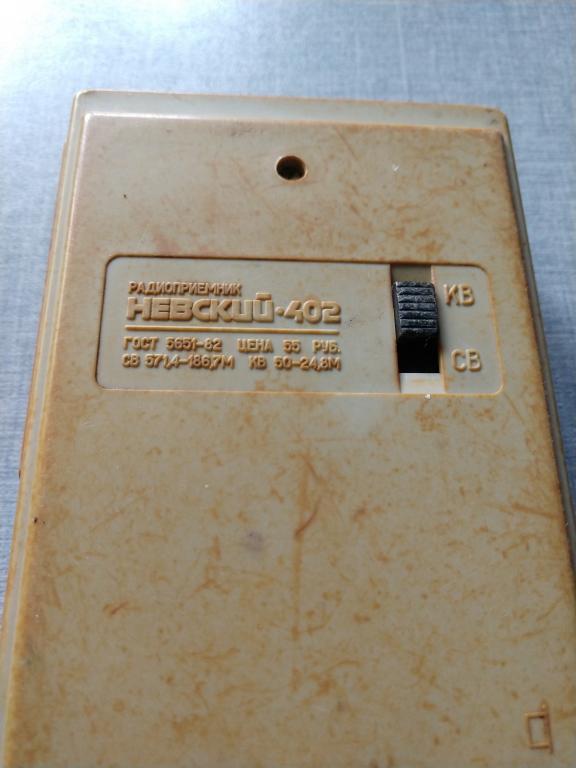 РАДИОПРИЕМНИК
НЕВСКИЙ·402
ГОСТ 5651-82 ЦЕНА 55 РУБ.
СВ 571,4-186,7М КВ 50-24,8М
КВ
СВ